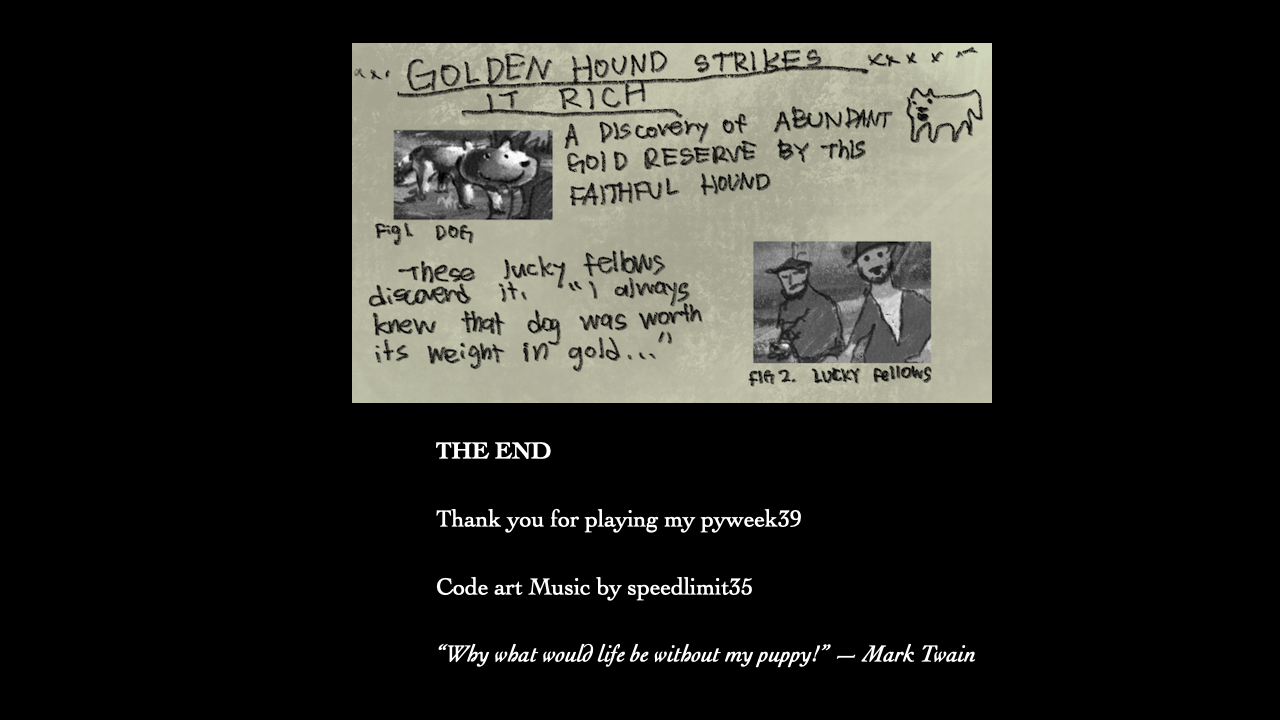 GOLDEN HOUND STRIKES
IT RICH
A Discovery of ABUNDANT
GOLD RESERVE BY This
FAITHFUL HOUND
Fig1. DOG
These lucky fellows
discoverd it. "i always
knew that dog was worth
its weight in gold..."
FIG 2. LUCKY Fellows
THE END
Thank you for playing my pyweek39
Code art Music by speedlimit35
“Why what would life be without my puppy!” — Mark Twain